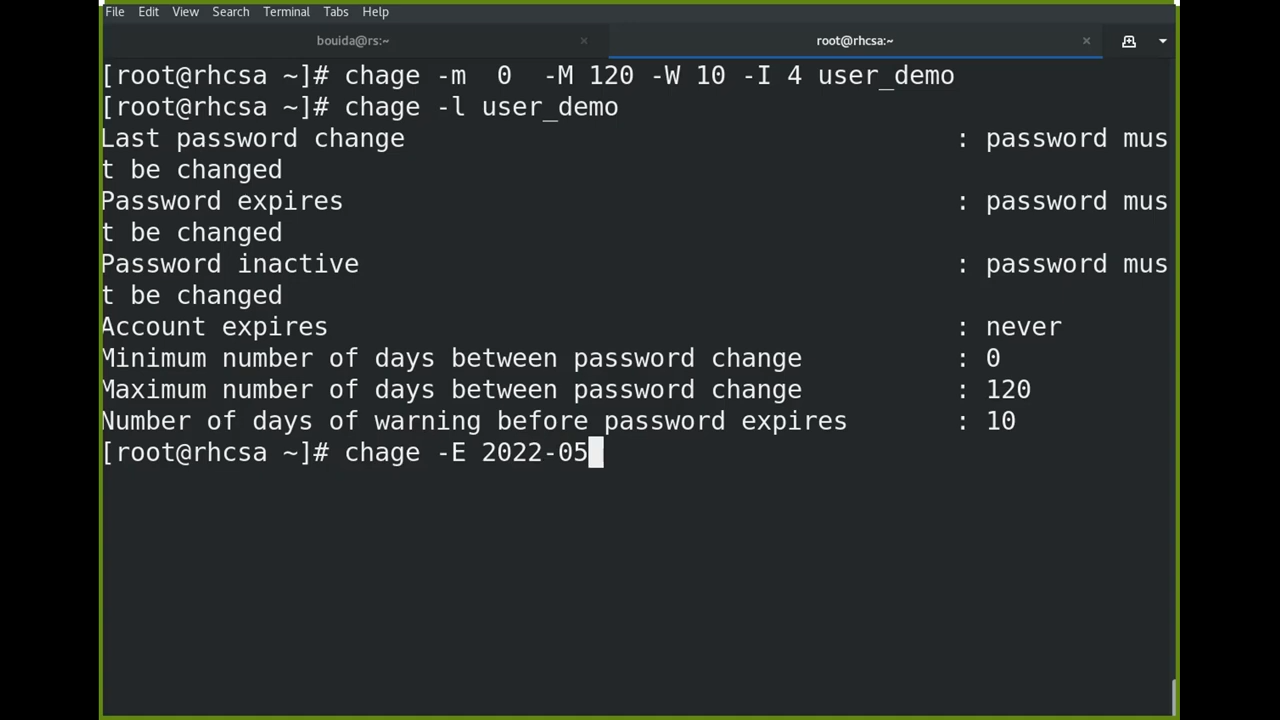 File Edit View Search Terminal Tabs Help
bouida@rs:~ × root@rhcsa:~ ×
[root@rhcsa ~]# chage -m  0  -M 120 -W 10 -I 4 user_demo
[root@rhcsa ~]# chage -l user_demo
Last password change : password mus
t be changed
Password expires : password mus
t be changed
Password inactive : password mus
t be changed
Account expires : never
Minimum number of days between password change : 0
Maximum number of days between password change : 120
Number of days of warning before password expires : 10
[root@rhcsa ~]# chage -E 2022-05